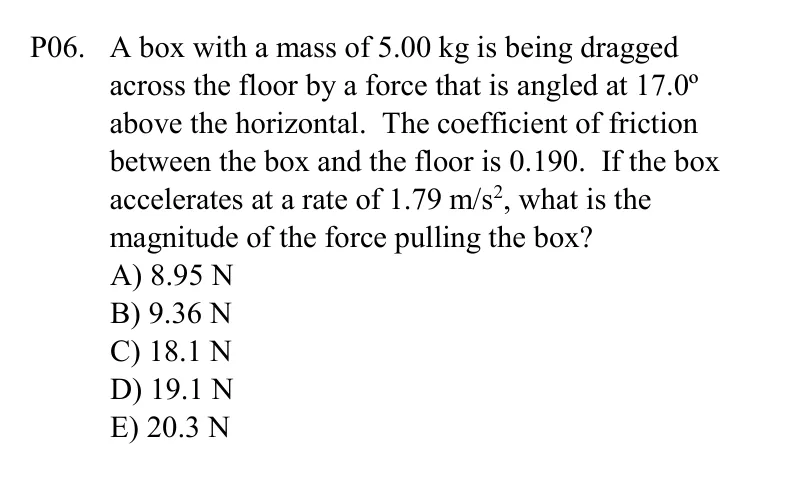 P06. A box with a mass of 5.00 kg is being dragged
across the floor by a force that is angled at 17.0º
above the horizontal. The coefficient of friction
between the box and the floor is 0.190. If the box
accelerates at a rate of 1.79 m/s², what is the
magnitude of the force pulling the box?
A) 8.95 N
B) 9.36 N
C) 18.1 N
D) 19.1 N
E) 20.3 N